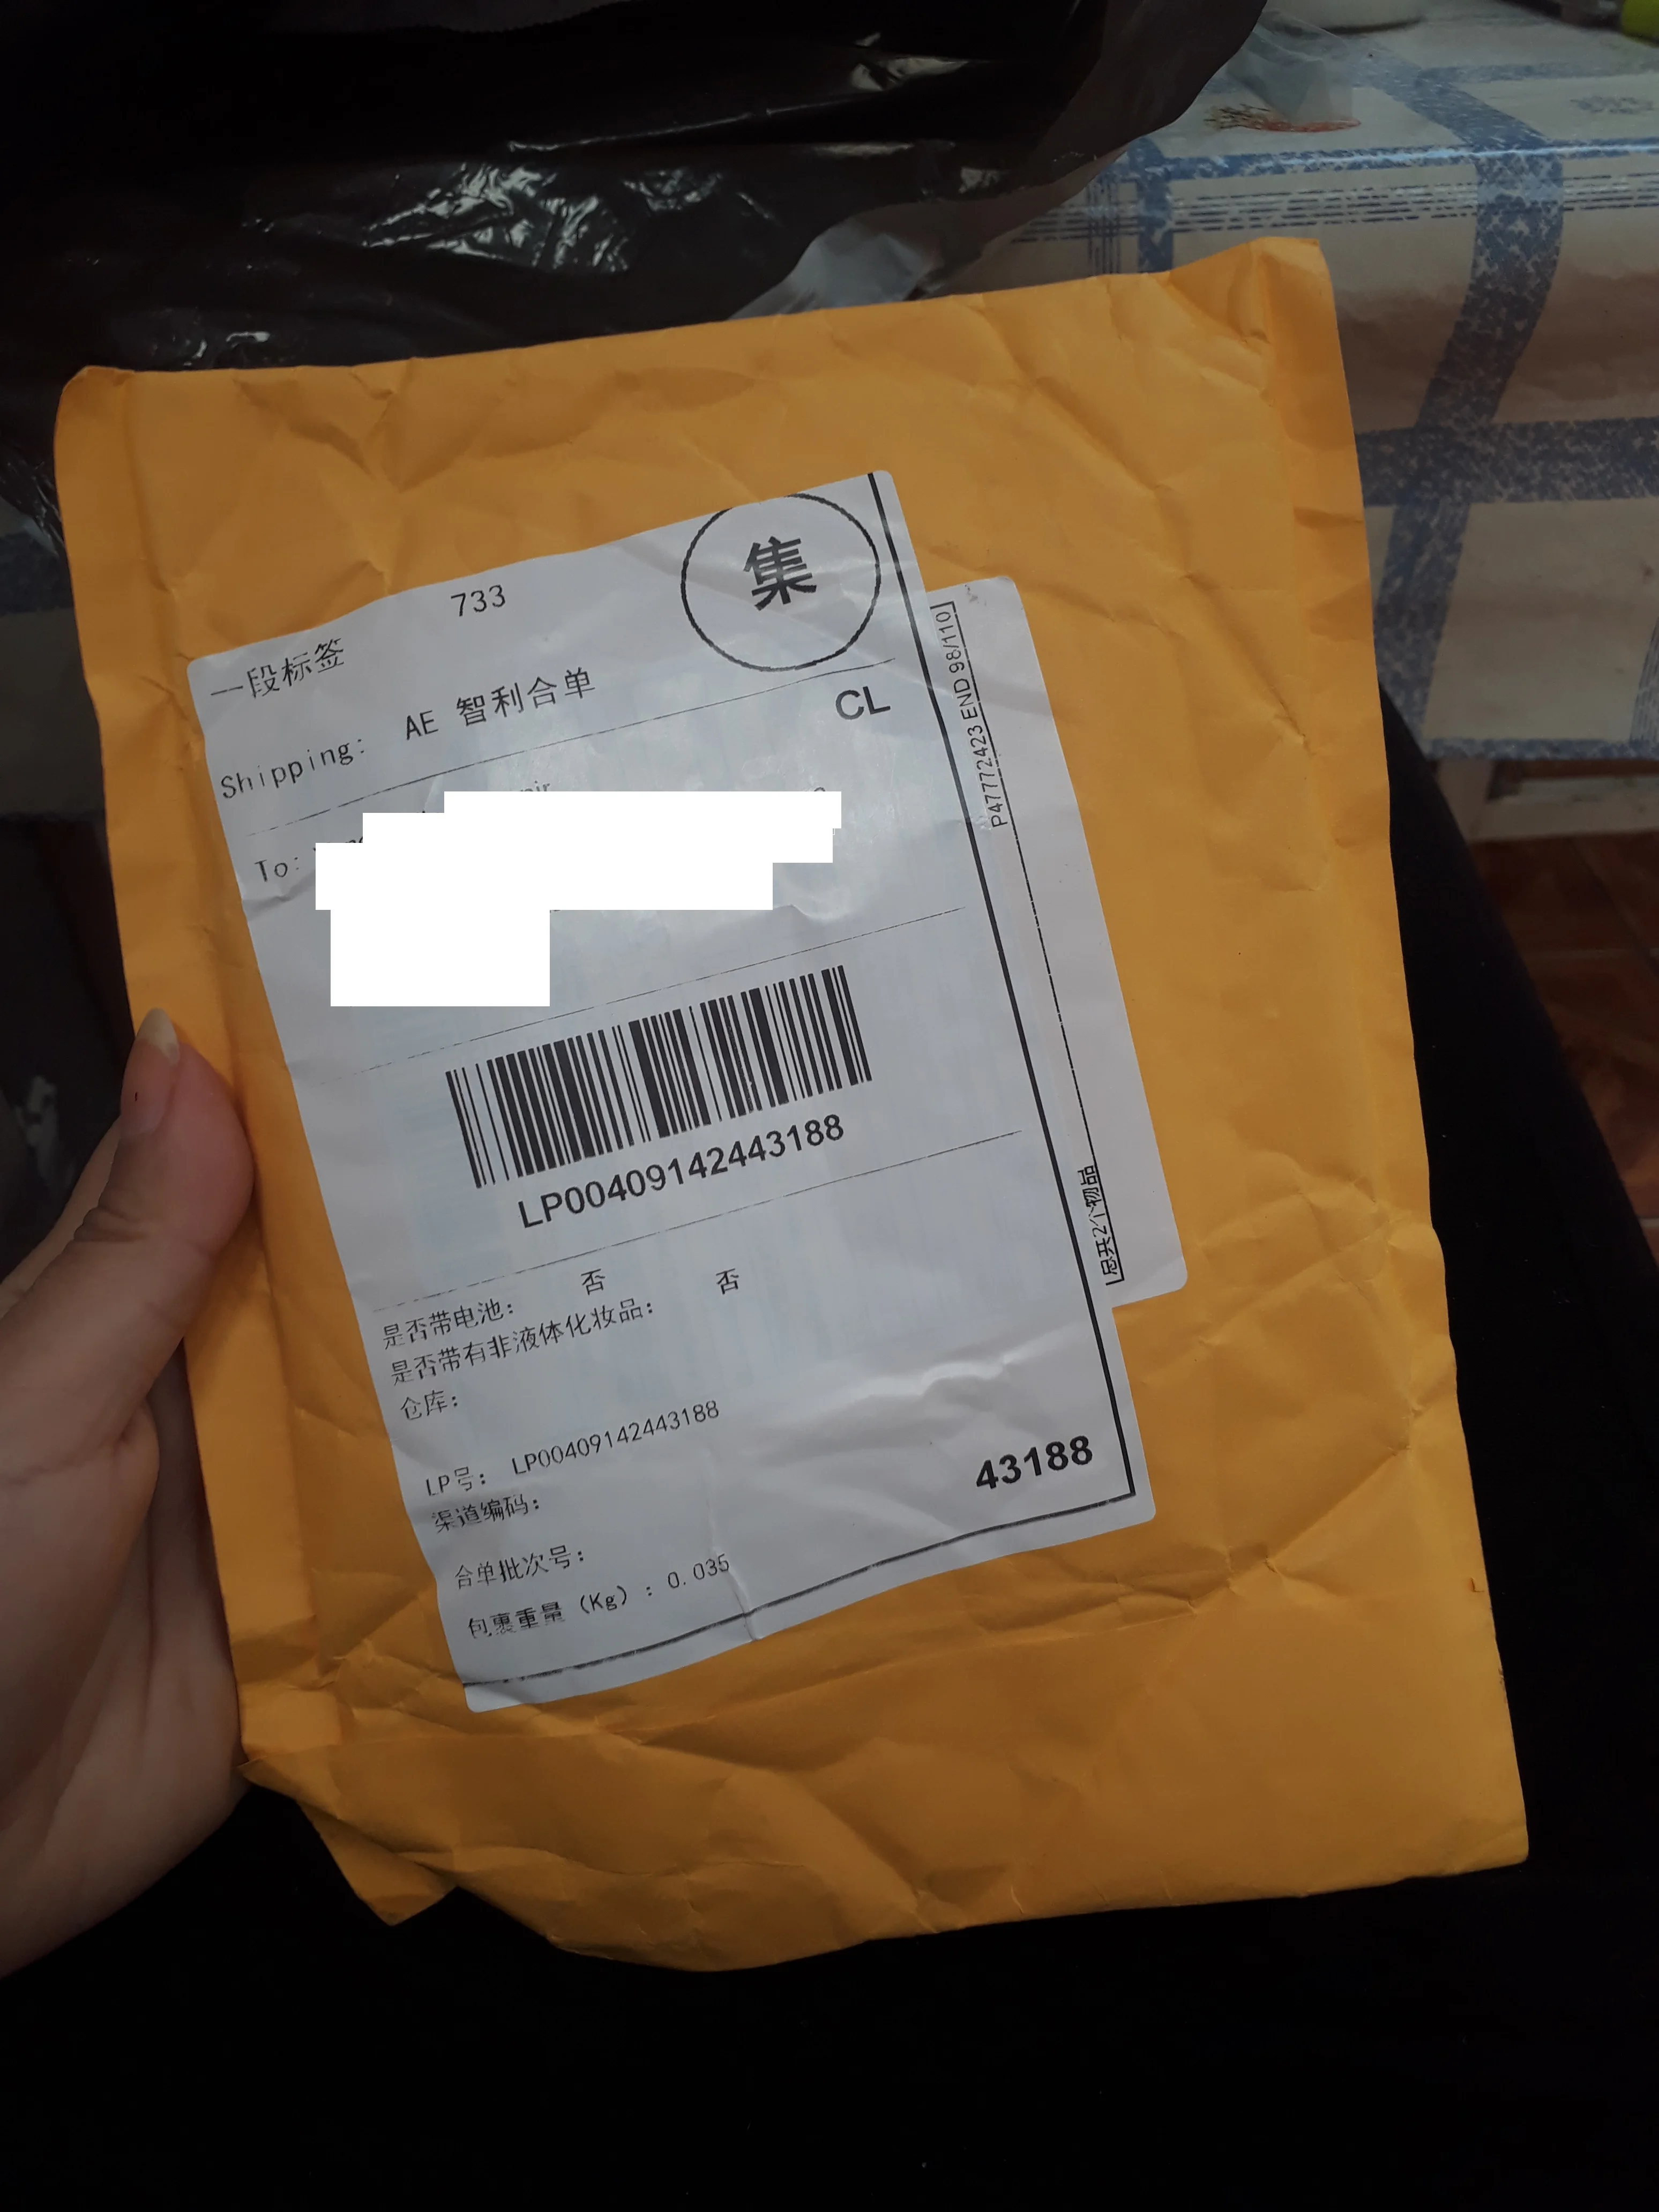 733
集
一段标签
Shipping: AE 智利合单
CL
To:
LP00409142443188
是否带电池: 否
是否带有非液体化妆品: 否
仓库:
LP号: LP00409142443188
渠道编码:
43188
合单批次号:
包裹重量(Kg): 0.035
P47772423 END 98/110
总共2个物品